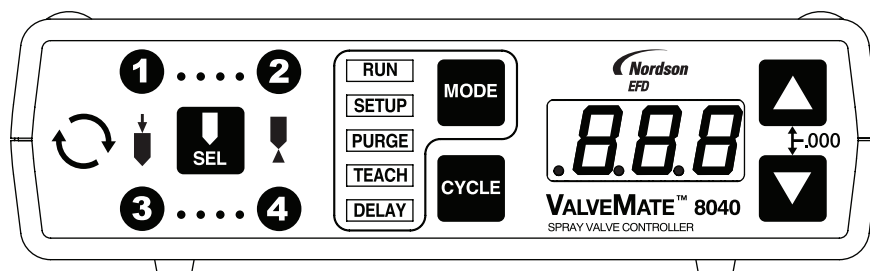 1 2
SEL
3 4
RUN
SETUP
PURGE
TEACH
DELAY
MODE
CYCLE
Nordson
EFD
.8.8.8
VALVEMATE™ 8040
SPRAY VALVE CONTROLLER
.000